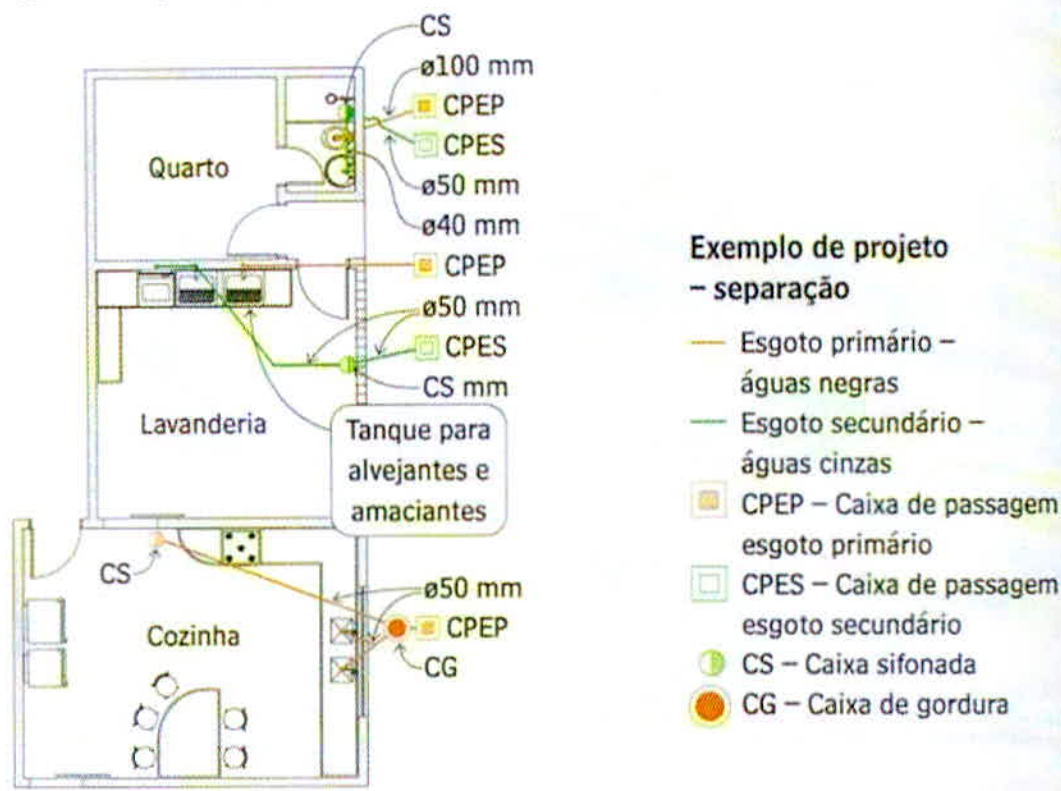 CS
ø100 mm
CPEP
CPES
ø50 mm
ø40 mm
Quarto
CPEP
ø50 mm
CPES
CS mm
Lavanderia
Tanque para
alvejantes e
amaciantes
CS
ø50 mm
Cozinha
CPEP
CG
Exemplo de projeto
– separação
Esgoto primário –
águas negras
Esgoto secundário –
águas cinzas
CPEP – Caixa de passagem
esgoto primário
CPES – Caixa de passagem
esgoto secundário
CS – Caixa sifonada
CG – Caixa de gordura